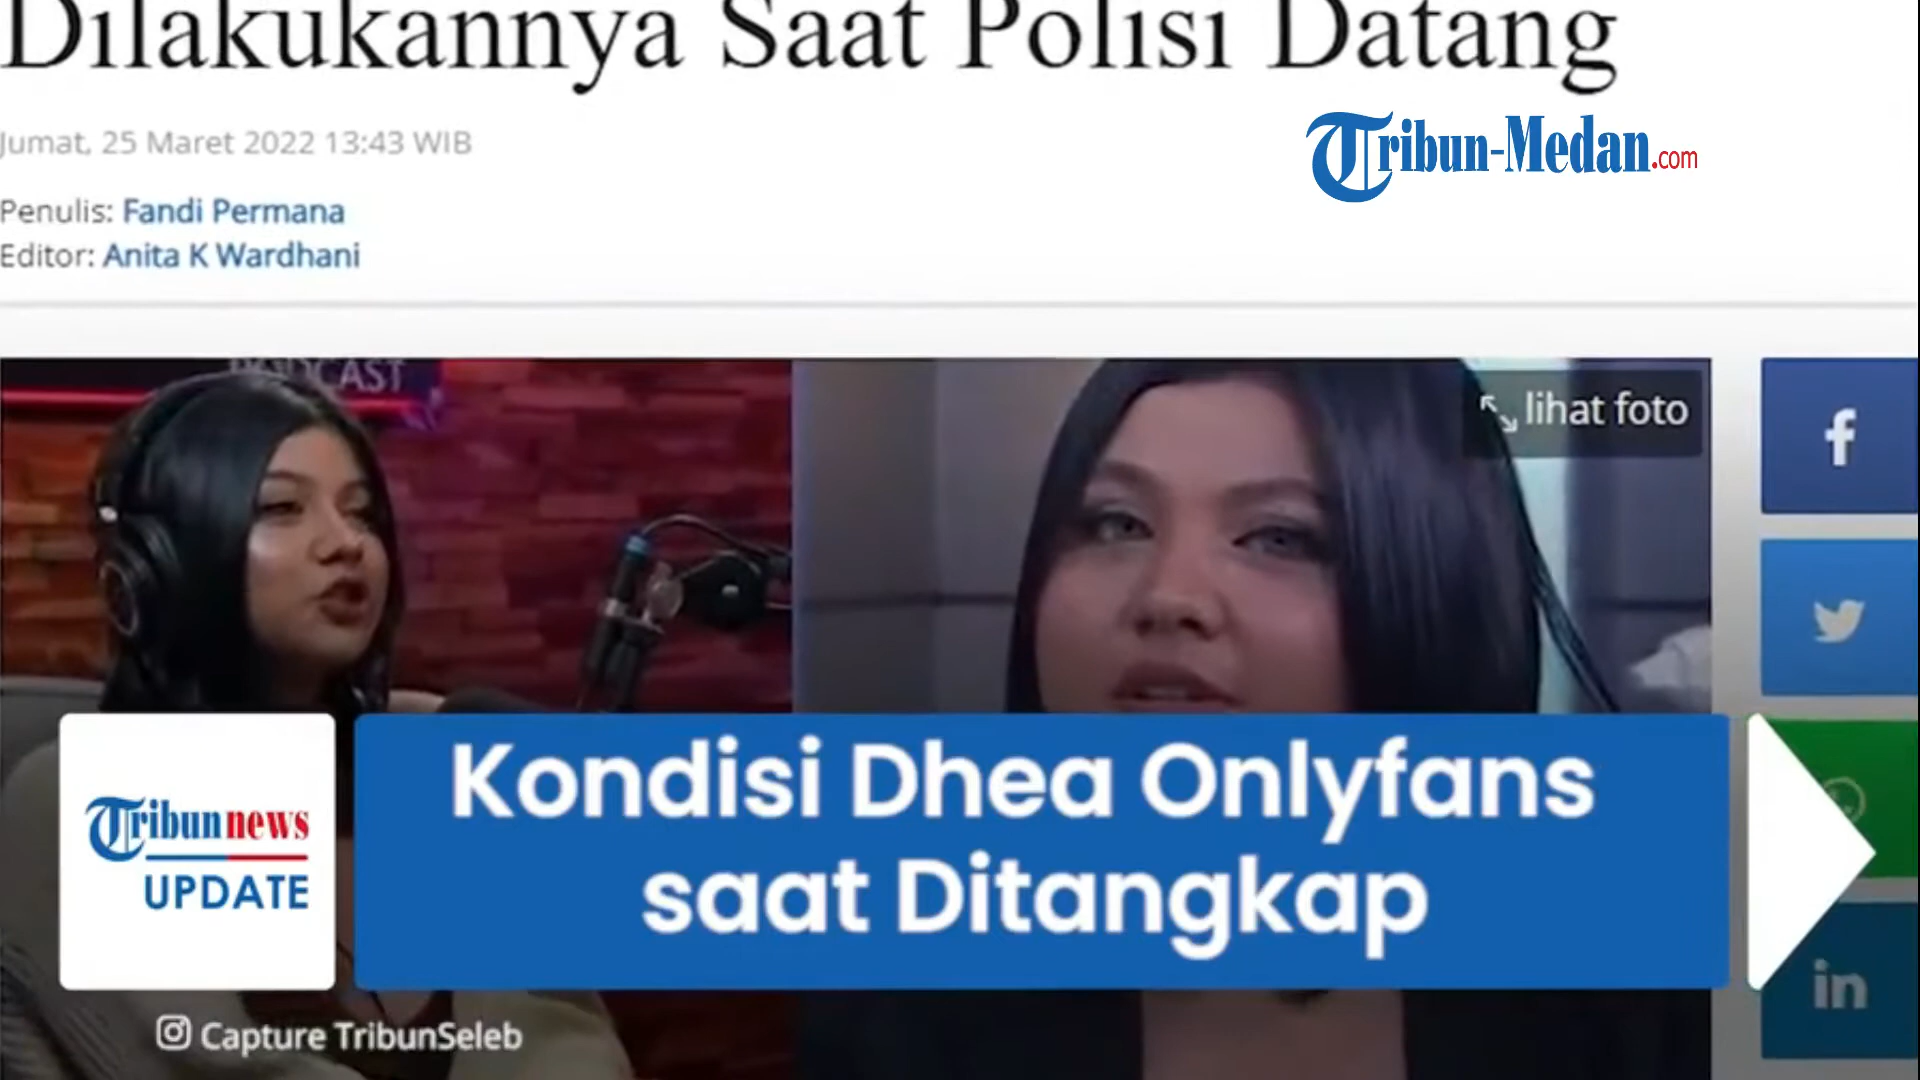 Dilakukannya Saat Polisi Datang
Jumat, 25 Maret 2022 13:43 WIB
Tribun-Medan.com
Penulis: Fandi Permana
Editor: Anita K Wardhani
PODCAST
lihat foto
f
Kondisi Dhea Onlyfans
saat Ditangkap
Tribunnews
UPDATE
in
Capture TribunSeleb